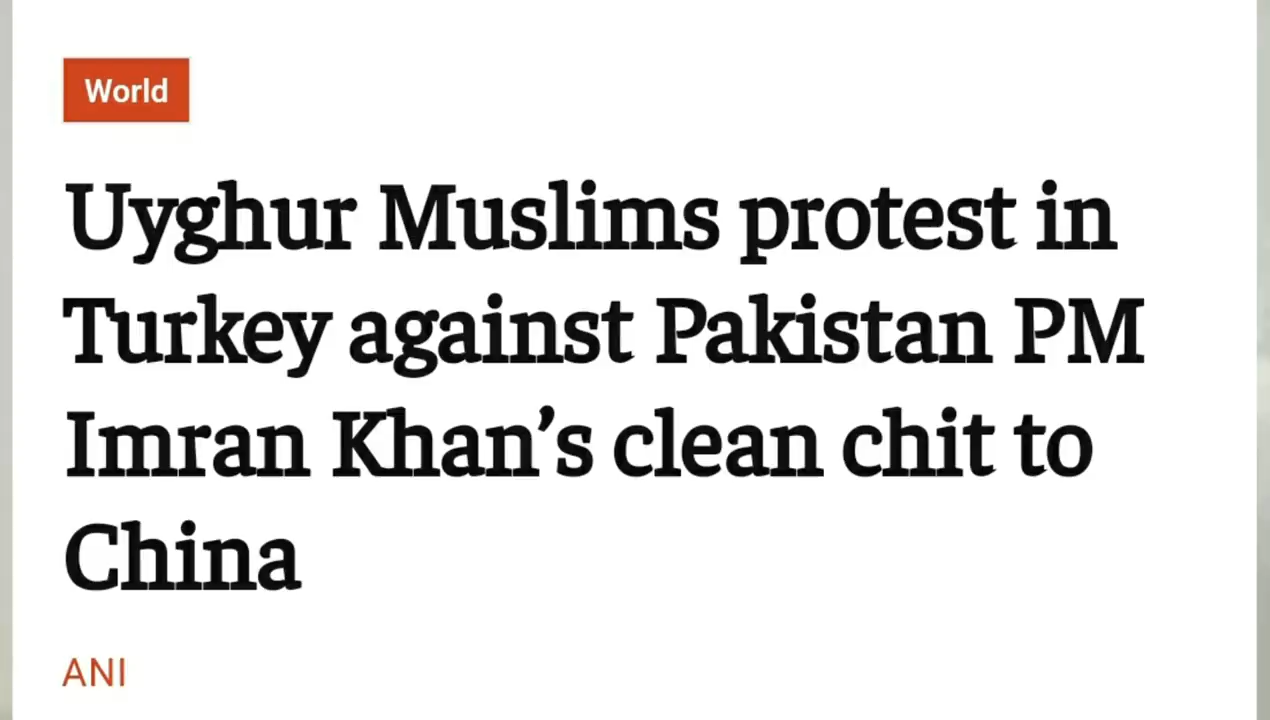 World
Uyghur Muslims protest in
Turkey against Pakistan PM
Imran Khan’s clean chit to
China
ANI